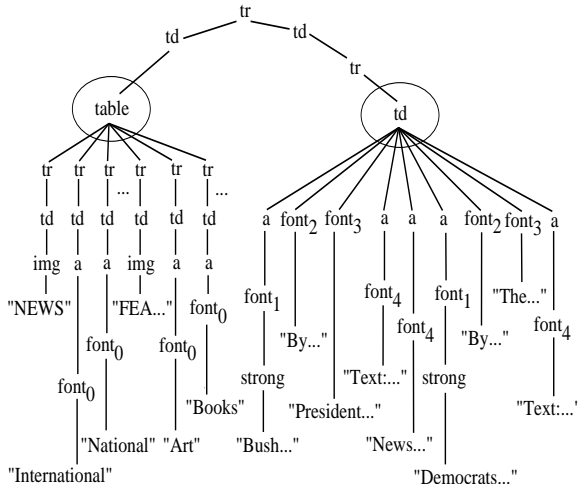 tr
td td
tr
table td
tr tr tr tr tr tr
... ...
td td td td td td
a font2 font3 a a a font2 font3 a
img a a img a a
"NEWS" "FEA..." font0
font1 font4 font1 "The..."
font0 font0 "By..." font4 "By..." font4
font0 strong "Text:..." strong
"Books" "President..." "Text:..."
"National" "Art" "Bush..." "News..."
"International" "Democrats..."